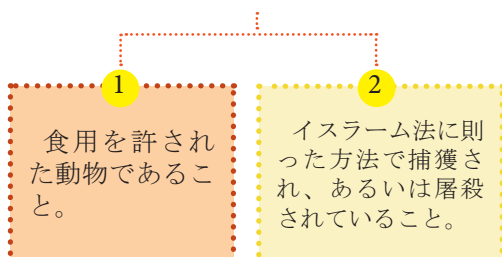 1
食用を許され
た動物であるこ
と。
2
イスラーム法に則
った方法で捕獲さ
れ、あるいは屠殺
されていること。